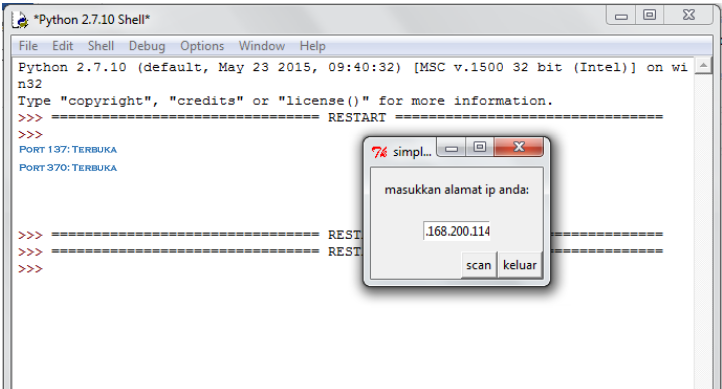 *Python 2.7.10 Shell*
File Edit Shell Debug Options Window Help
Python 2.7.10 (default, May 23 2015, 09:40:32) [MSC v.1500 32 bit (Intel)] on wi
n32
Type "copyright", "credits" or "license()" for more information.
>>> ================================ RESTART ================================
>>>
Port 137: Terbuka
Port 370: Terbuka
>>> ================================ REST ================================
>>> ================================ REST ================================
>>>
simpl...
masukkan alamat ip anda:
.168.200.114
scan keluar